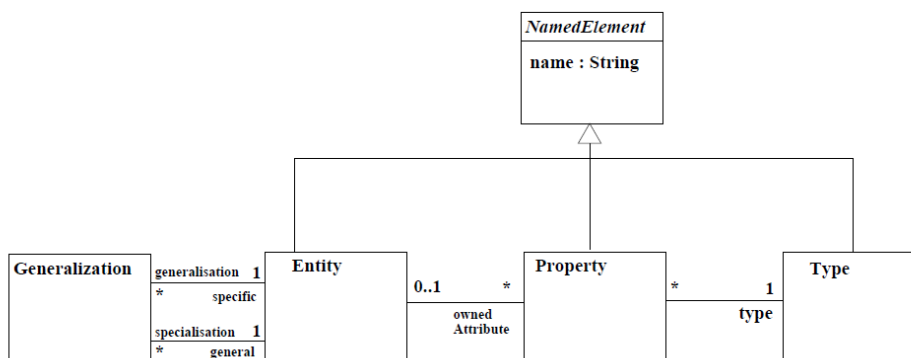 NamedElement
name : String
Generalization
generalisation 1
* specific
specialisation 1
* general
Entity
0..1 *
owned
Attribute
Property
* 1
type
Type